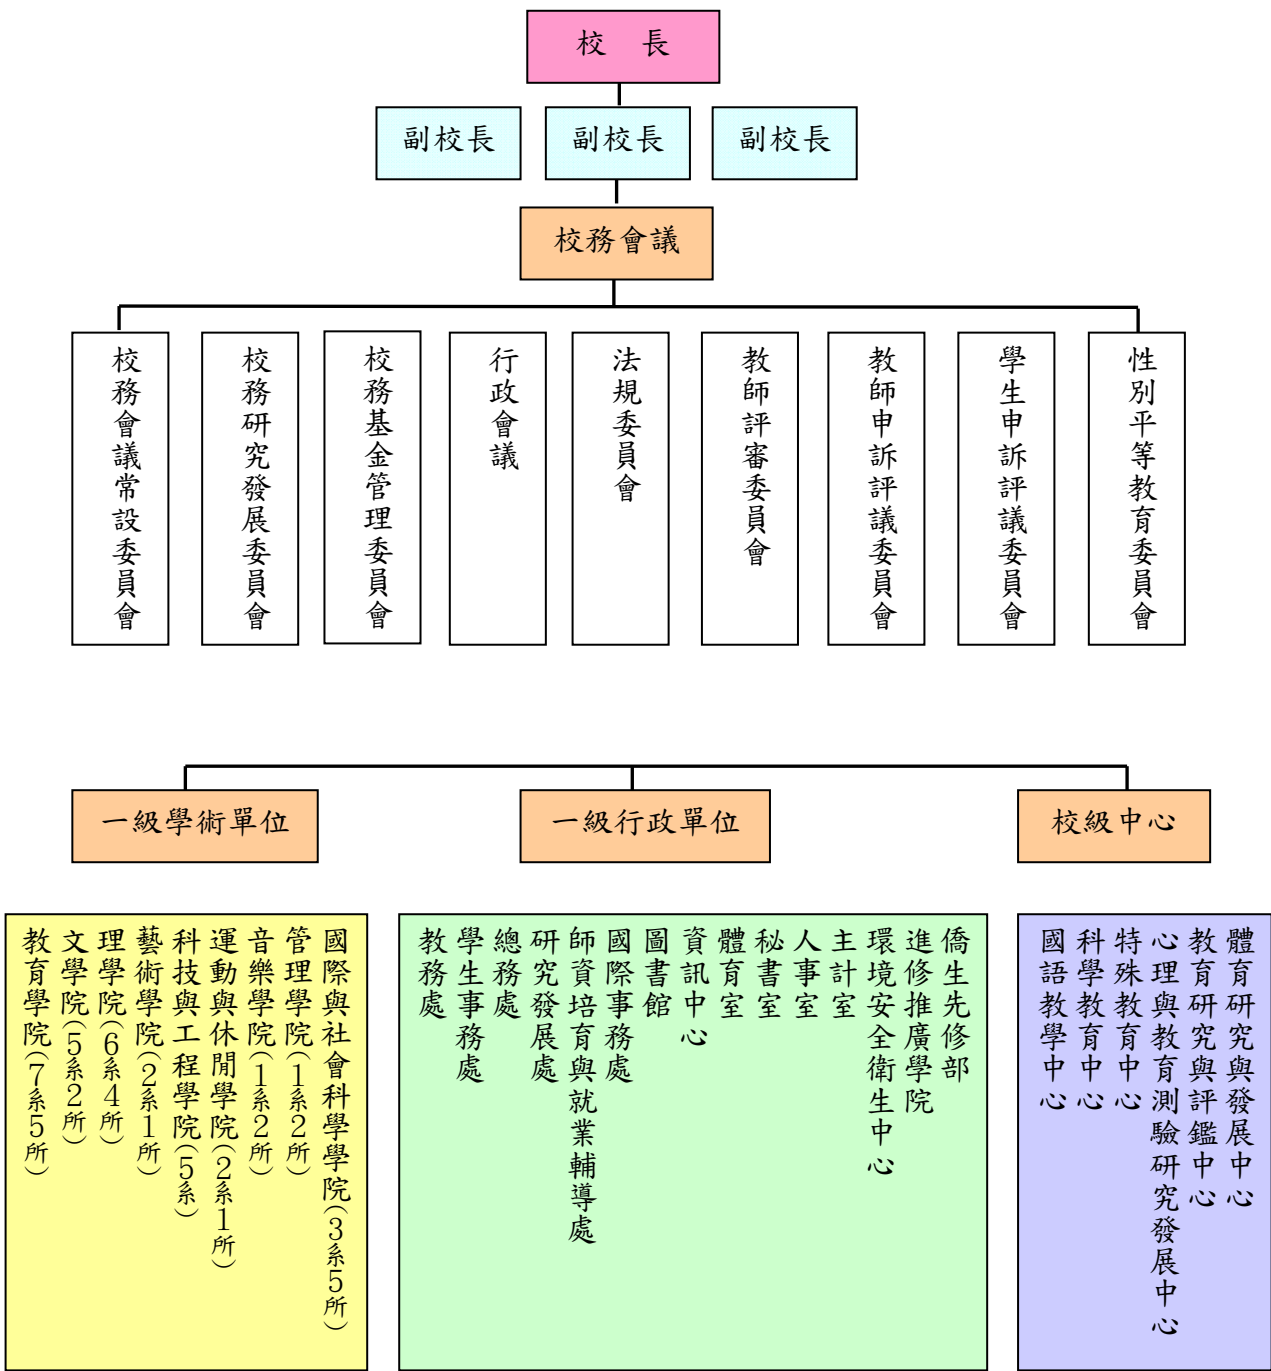 校　長
副校長
副校長
副校長
校務會議
校務會議常設委員會
校務研究發展委員會
校務基金管理委員會
行政會議
法規委員會
教師評審委員會
教師申訴評議委員會
學生申訴評議委員會
性別平等教育委員會
一級學術單位
一級行政單位
校級中心
教育學院(7系5所)
文學院(5系2所)
理學院(6系4所)
藝術學院(2系1所)
科技與工程學院(5系)
運動與休閒學院(2系1所)
音樂學院(1系2所)
管理學院(1系2所)
國際與社會科學學院(3系5所)
教務處
學生事務處
總務處
研究發展處
師資培育與就業輔導處
國際事務處
圖書館
資訊中心
體育室
秘書室
人事室
主計室
環境安全衛生中心
進修推廣學院
僑生先修部
國語教學中心
科學教育中心
特殊教育中心
心理與教育測驗研究發展中心
教育研究與評鑑中心
體育研究與發展中心